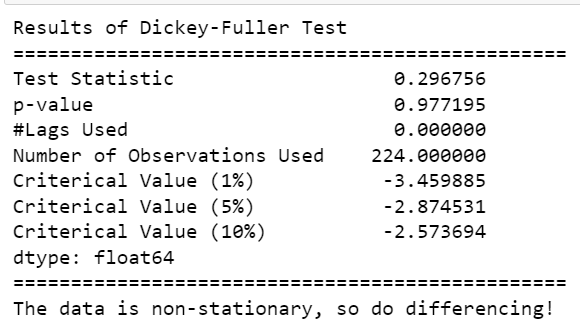 Results of Dickey-Fuller Test
================================================
Test Statistic 0.296756
p-value 0.977195
#Lags Used 0.000000
Number of Observations Used 224.000000
Criterical Value (1%) -3.459885
Criterical Value (5%) -2.874531
Criterical Value (10%) -2.573694
dtype: float64
================================================
The data is non-stationary, so do differencing!